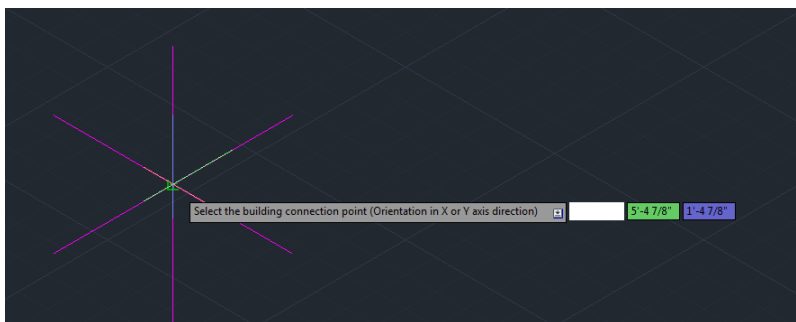 Select the building connection point (Orientation in X or Y axis direction) 5'-4 7/8" 1'-4 7/8"